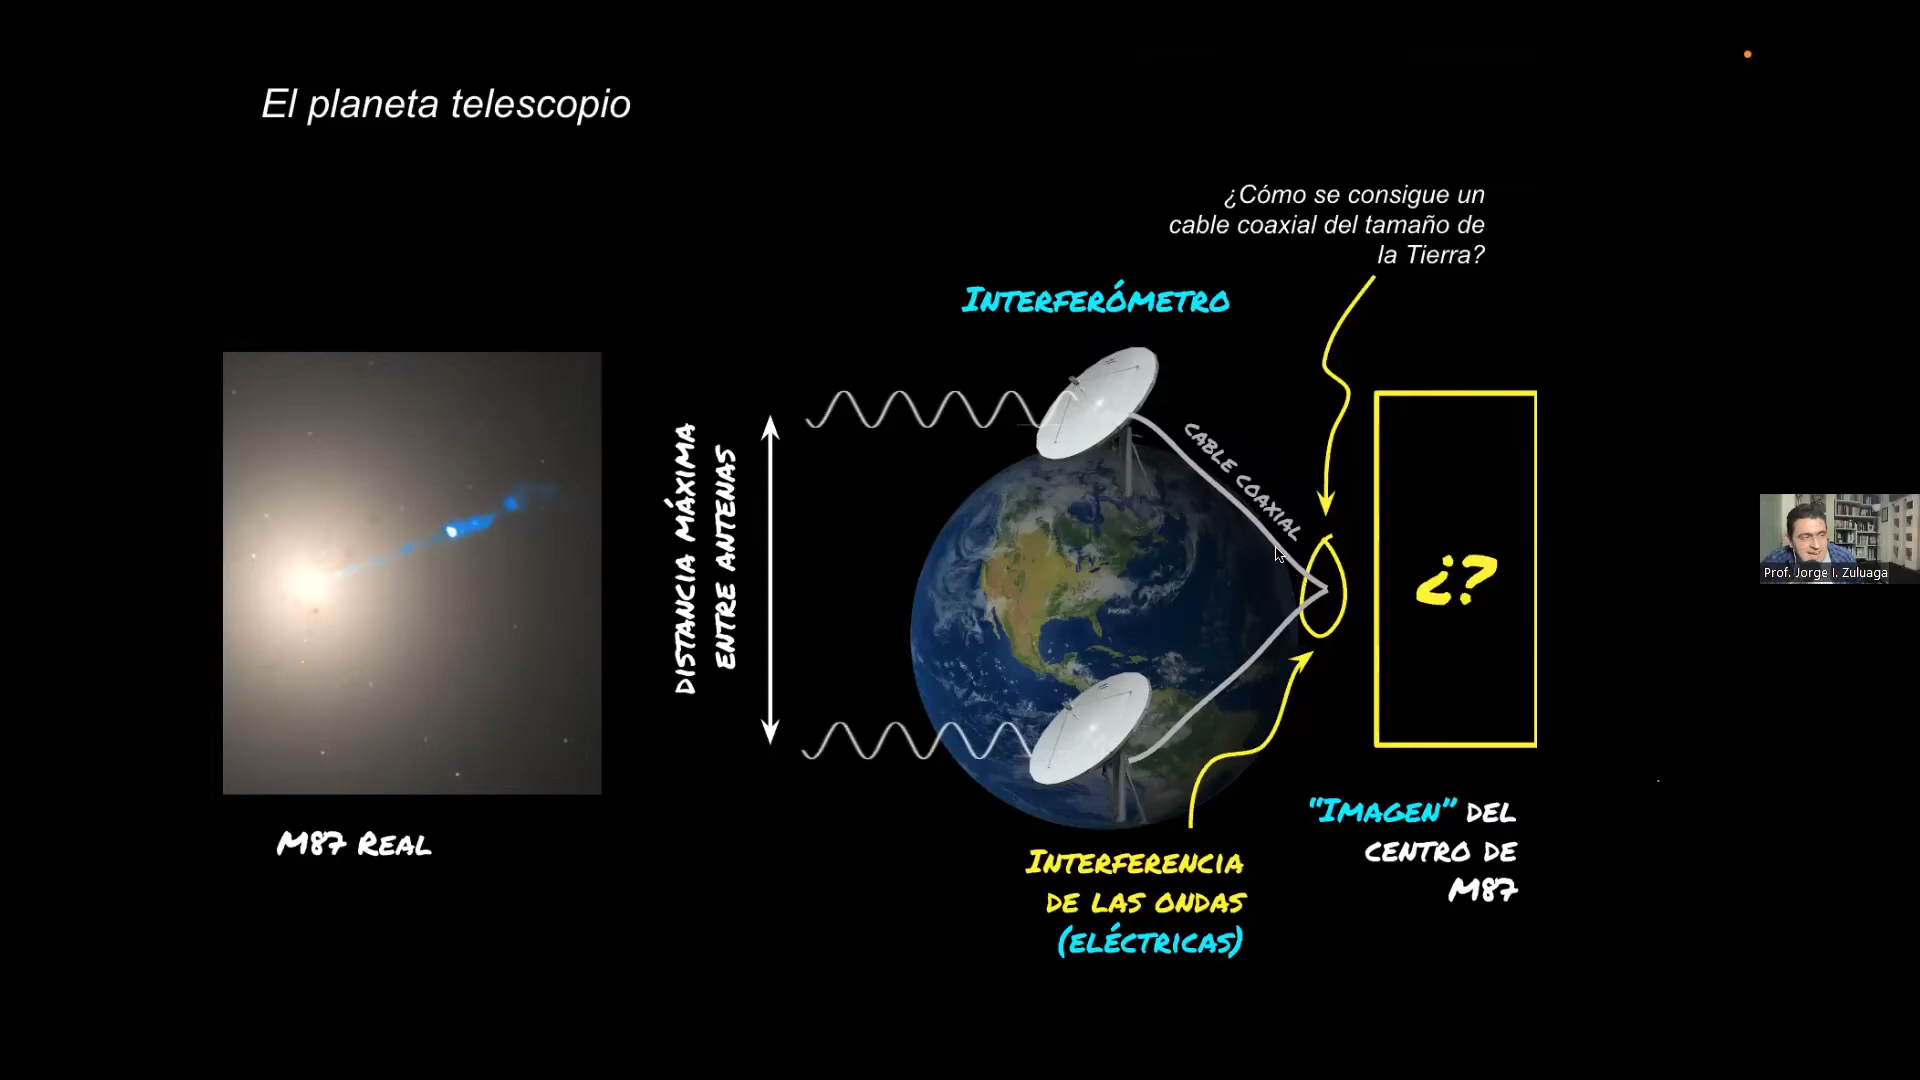 El planeta telescopio
¿Cómo se consigue un
cable coaxial del tamaño de
la Tierra?
INTERFERÓMETRO
DISTANCIA MÁXIMA
ENTRE ANTENAS
CABLE COAXIAL
¿?
M87 REAL
INTERFERENCIA
DE LAS ONDAS
(ELÉCTRICAS)
"IMAGEN" DEL
CENTRO DE
M87
Prof. Jorge I. Zuluaga